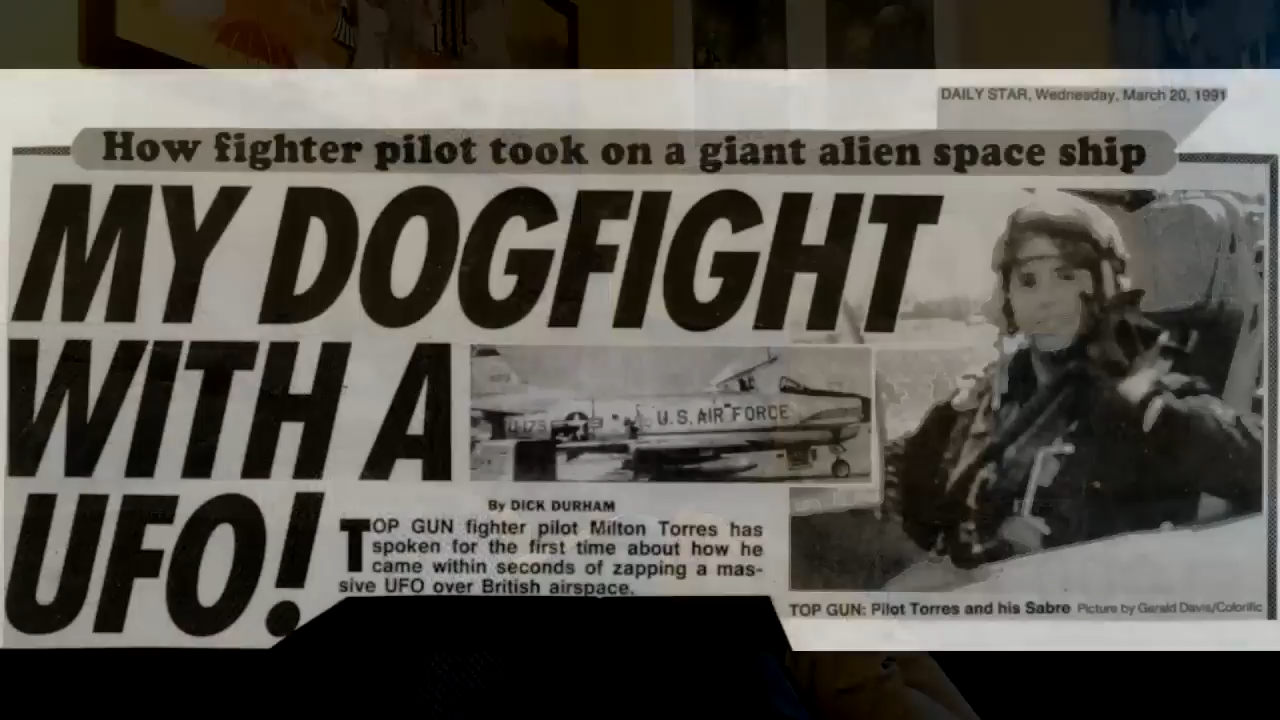 DAILY STAR, Wednesday, March 20, 1991
How fighter pilot took on a giant alien space ship
MY DOGFIGHT
WITH A
UFO!
U.S. AIR FORCE
By DICK DURHAM
TOP GUN fighter pilot Milton Torres has
spoken for the first time about how he
came within seconds of zapping a mas-
sive UFO over British airspace.
TOP GUN: Pilot Torres and his Sabre Picture by Gerald Davis/Colorific